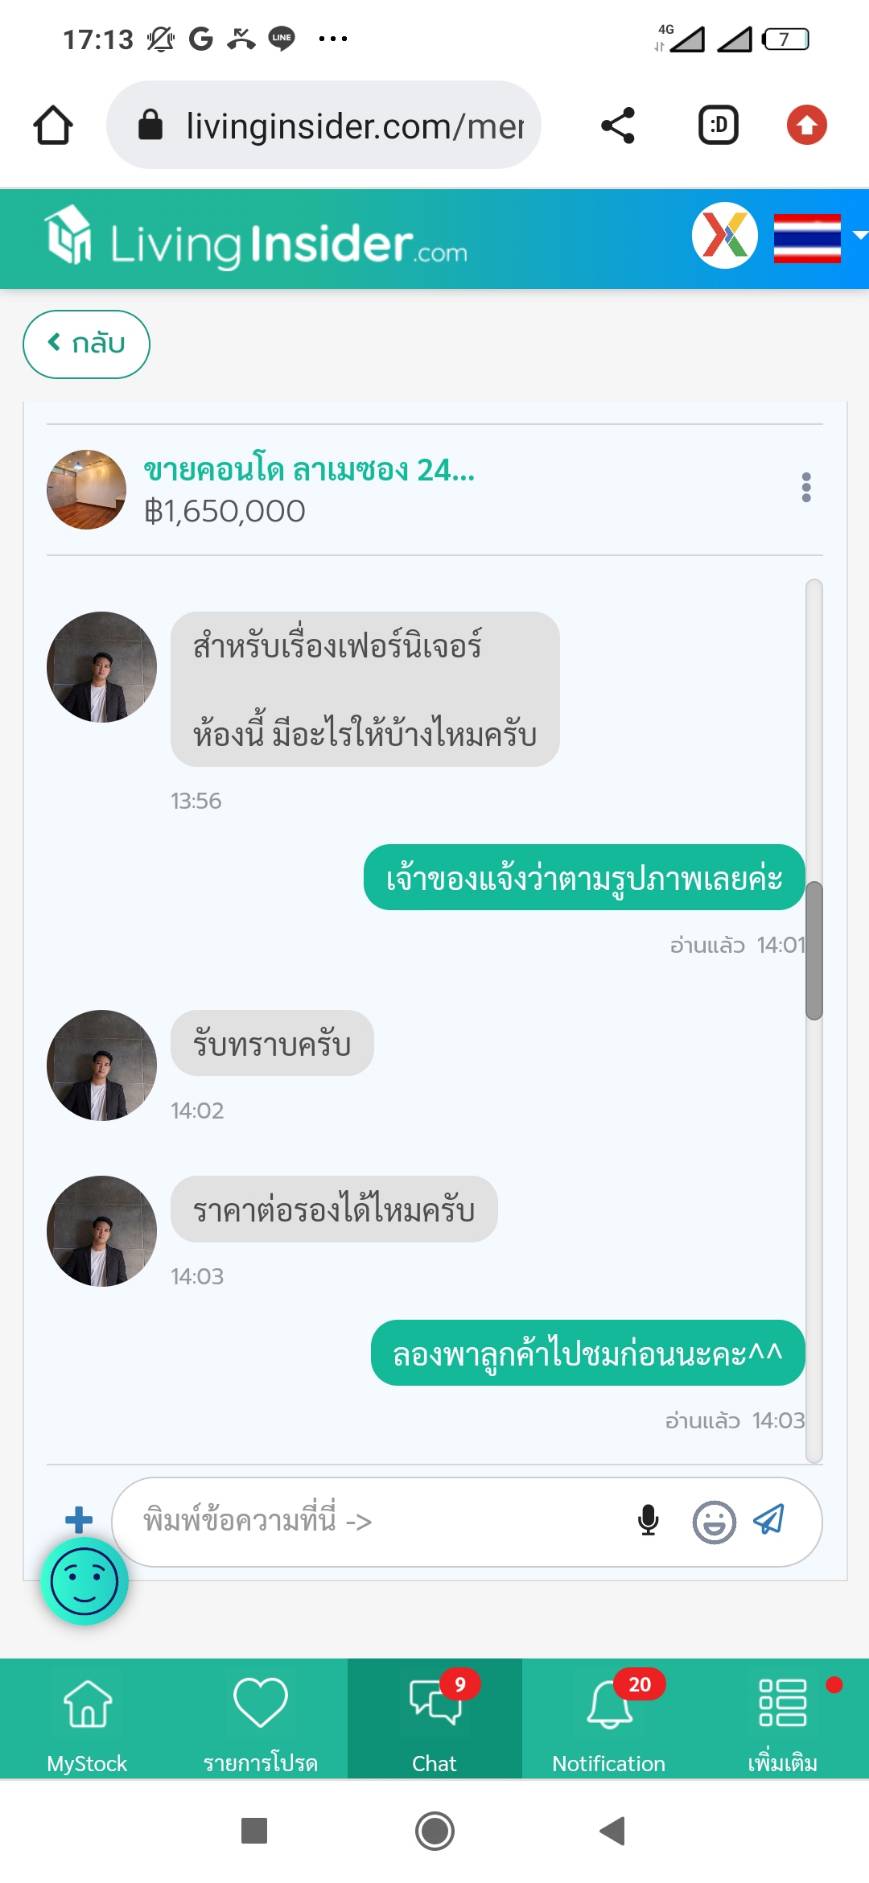 17:13
LINE
4G
7
livinginsider.com/mer
:D
LivingInsider.com
กลับ
ขายคอนโด ลาเมซอง 24...
฿1,650,000
สำหรับเรื่องเฟอร์นิเจอร์
ห้องนี้ มีอะไรให้บ้างไหมครับ
13:56
เจ้าของแจ้งว่าตามรูปภาพเลยค่ะ
อ่านแล้ว 14:01
รับทราบครับ
14:02
ราคาต่อรองได้ไหมครับ
14:03
ลองพาลูกค้าไปชมก่อนนะคะ^^
อ่านแล้ว 14:03
พิมพ์ข้อความที่นี่ ->
9
20
MyStock
รายการโปรด
Chat
Notification
เพิ่มเติม